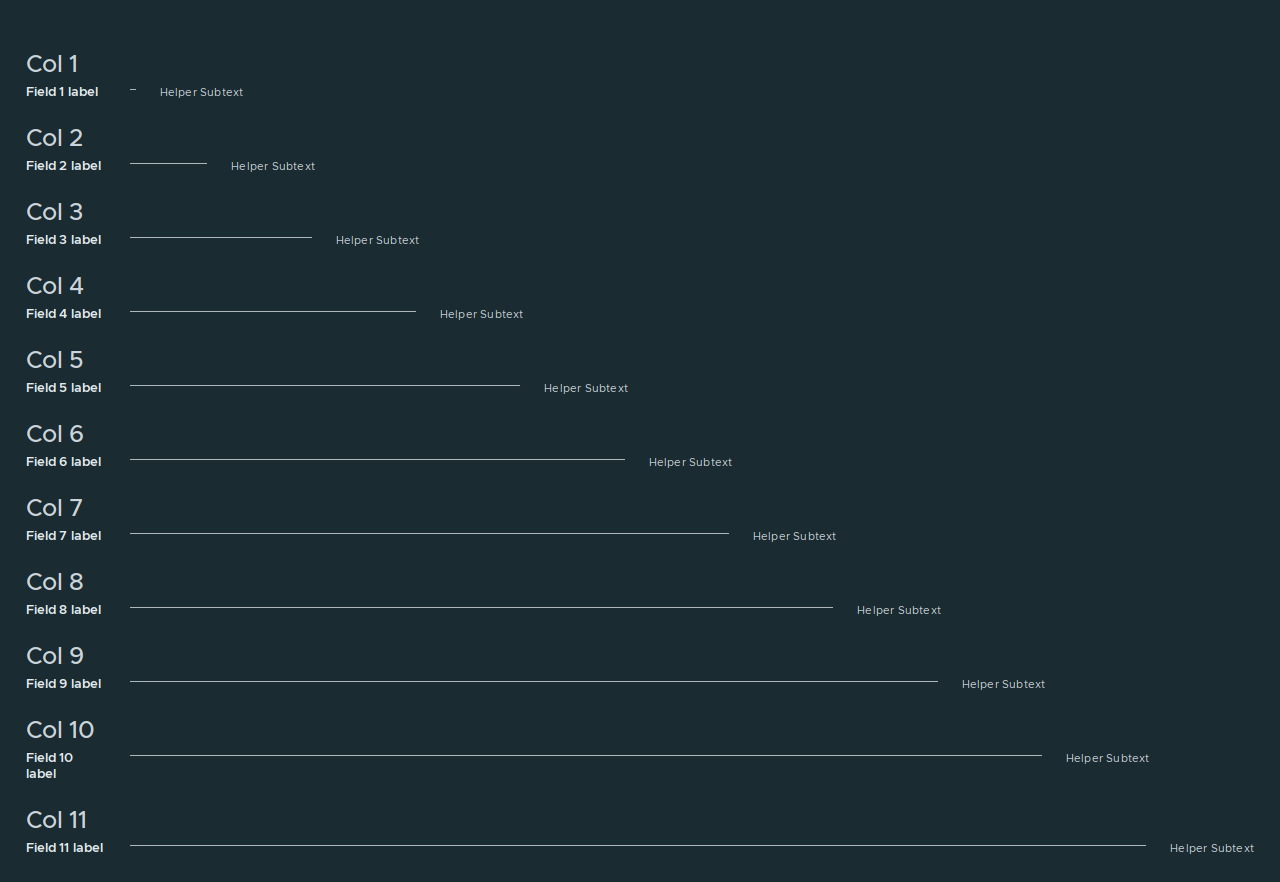 Col 1
Field 1 label Helper Subtext
Col 2
Field 2 label Helper Subtext
Col 3
Field 3 label Helper Subtext
Col 4
Field 4 label Helper Subtext
Col 5
Field 5 label Helper Subtext
Col 6
Field 6 label Helper Subtext
Col 7
Field 7 label Helper Subtext
Col 8
Field 8 label Helper Subtext
Col 9
Field 9 label Helper Subtext
Col 10
Field 10 Helper Subtext
label
Col 11
Field 11 label Helper Subtext